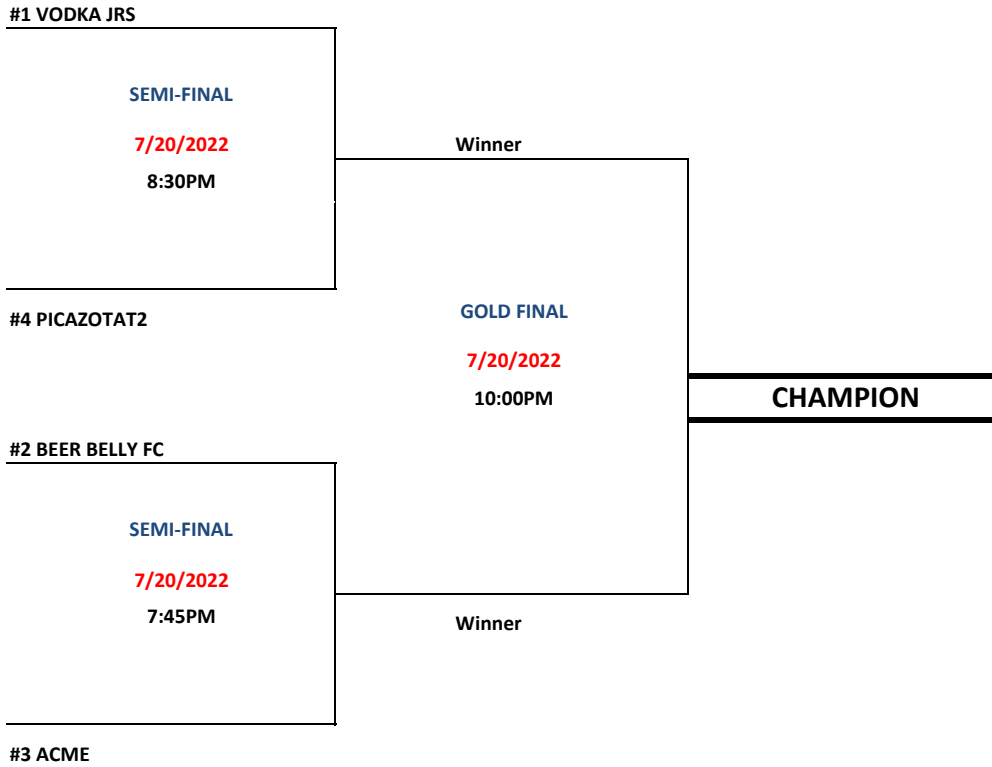 #1 VODKA JRS
SEMI-FINAL
7/20/2022
8:30PM
Winner
#4 PICAZOTAT2
GOLD FINAL
7/20/2022
10:00PM
CHAMPION
#2 BEER BELLY FC
SEMI-FINAL
7/20/2022
7:45PM
Winner
#3 ACME